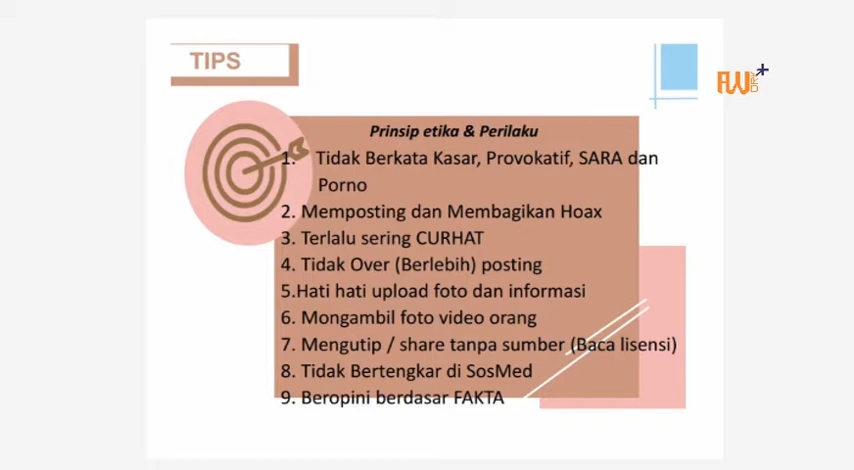 TIPS
Prinsip etika & Perilaku
1. Tidak Berkata Kasar, Provokatif, SARA dan
Porno
2. Memposting dan Membagikan Hoax
3. Terlalu sering CURHAT
4. Tidak Over (Berlebih) posting
5.Hati hati upload foto dan informasi
6. Mongambil foto video orang
7. Mengutip / share tanpa sumber (Baca lisensi)
8. Tidak Bertengkar di SosMed
9. Beropini berdasar FAKTA